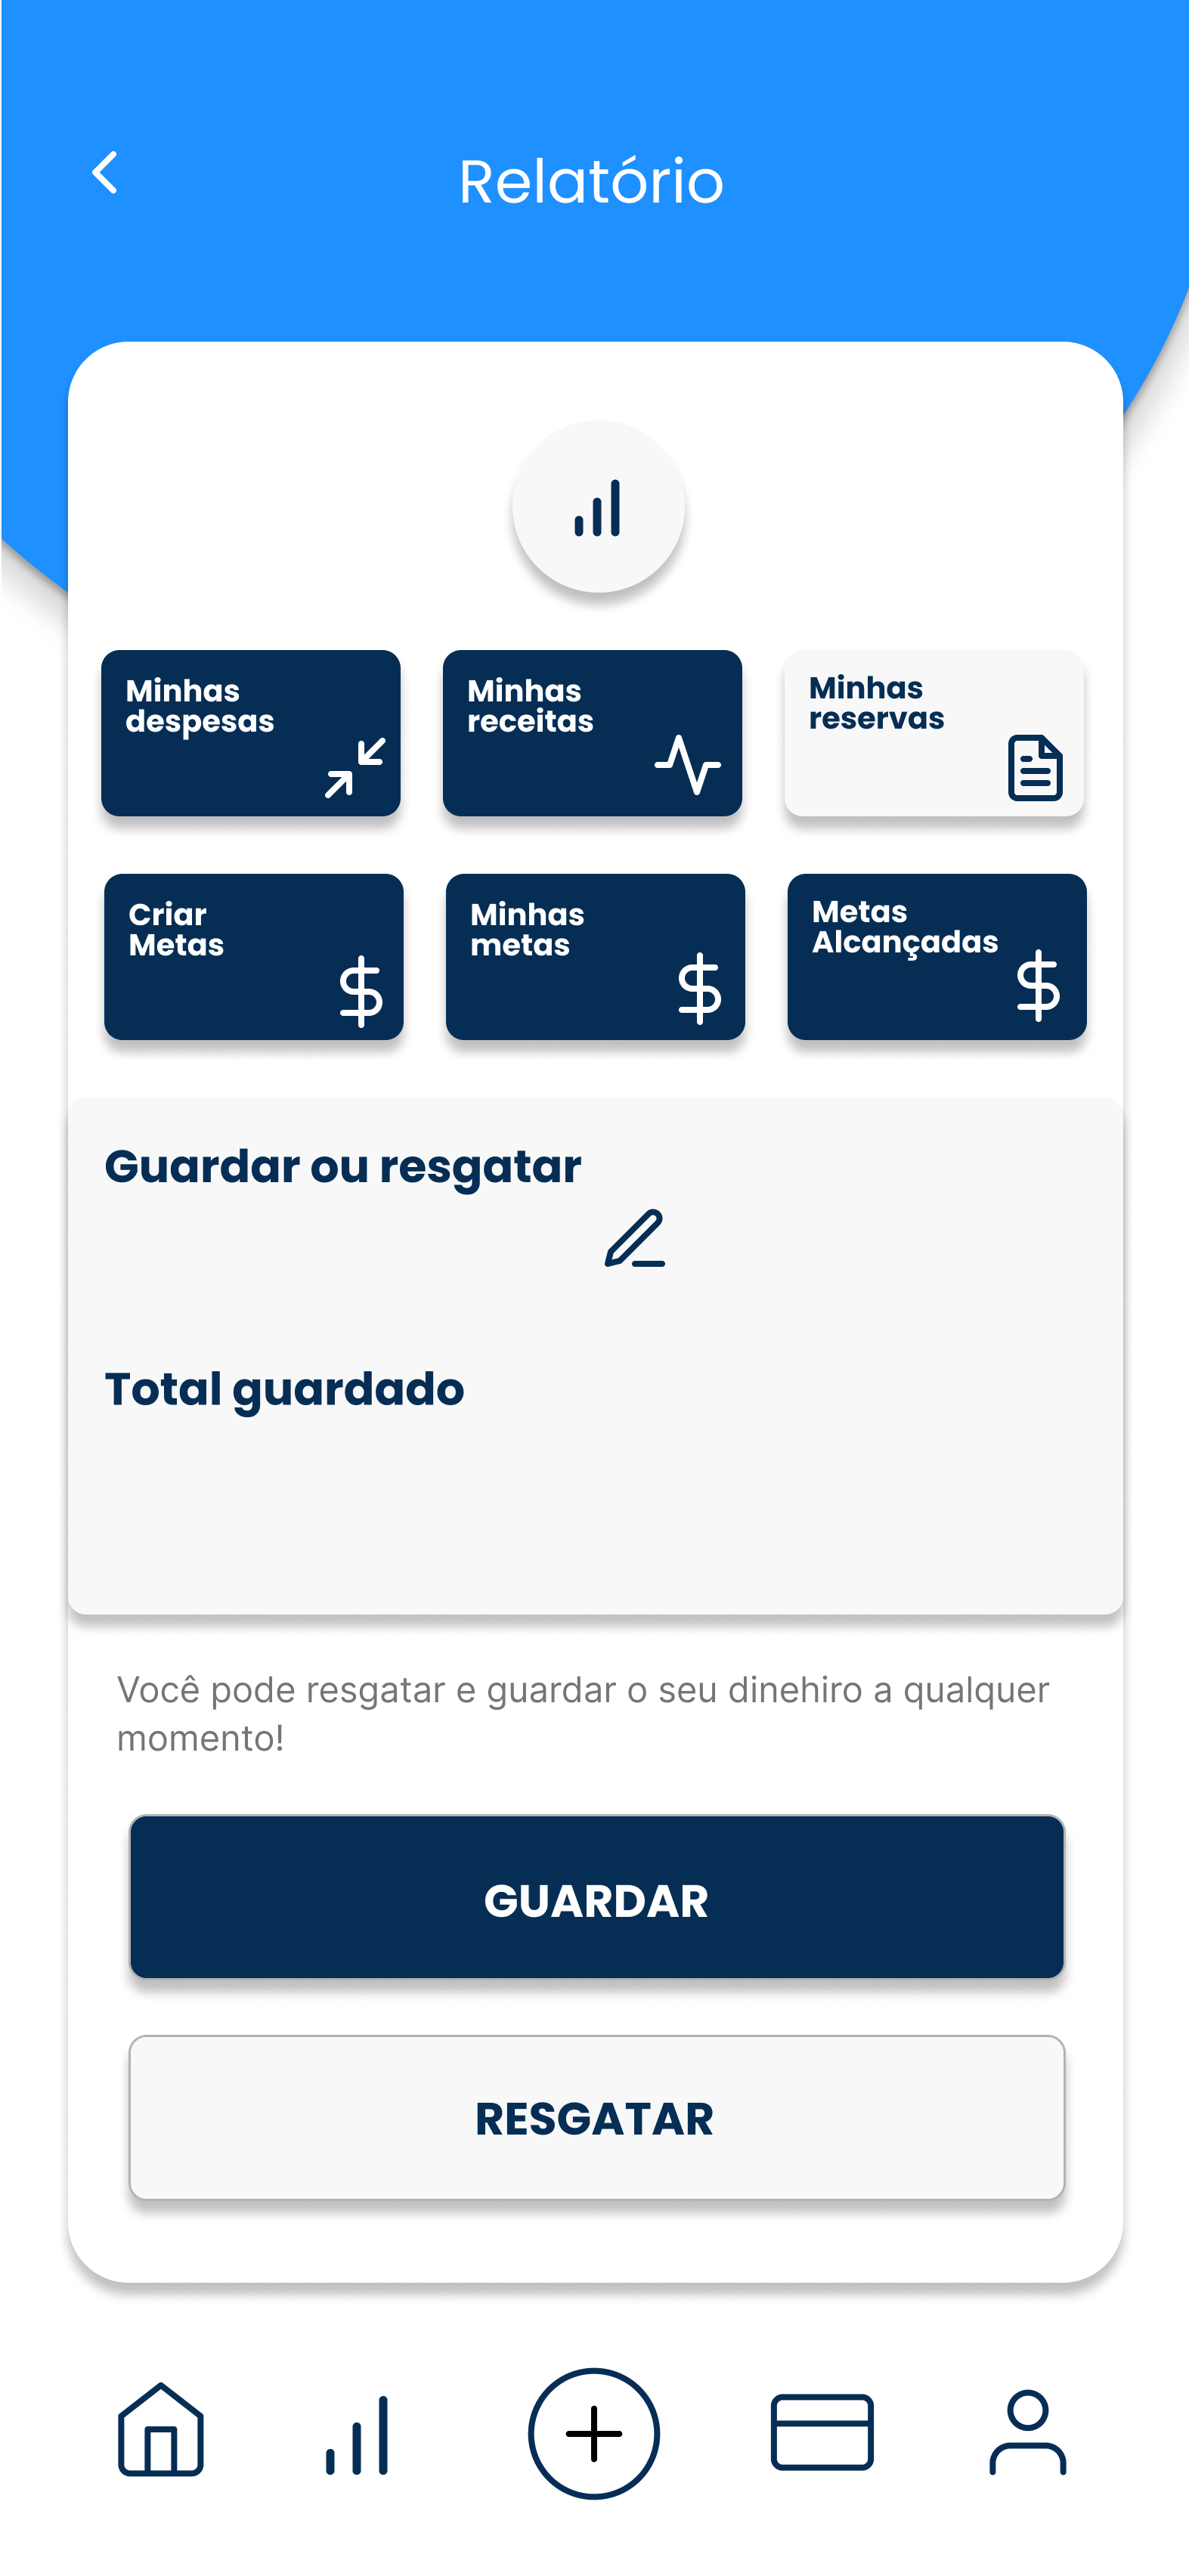 Relatório
Minhas
despesas
Minhas
receitas
Minhas
reservas
Criar
Metas
Minhas
metas
Metas
Alcançadas
Guardar ou resgatar
Total guardado
Você pode resgatar e guardar o seu dinehiro a qualquer
momento!
GUARDAR
RESGATAR